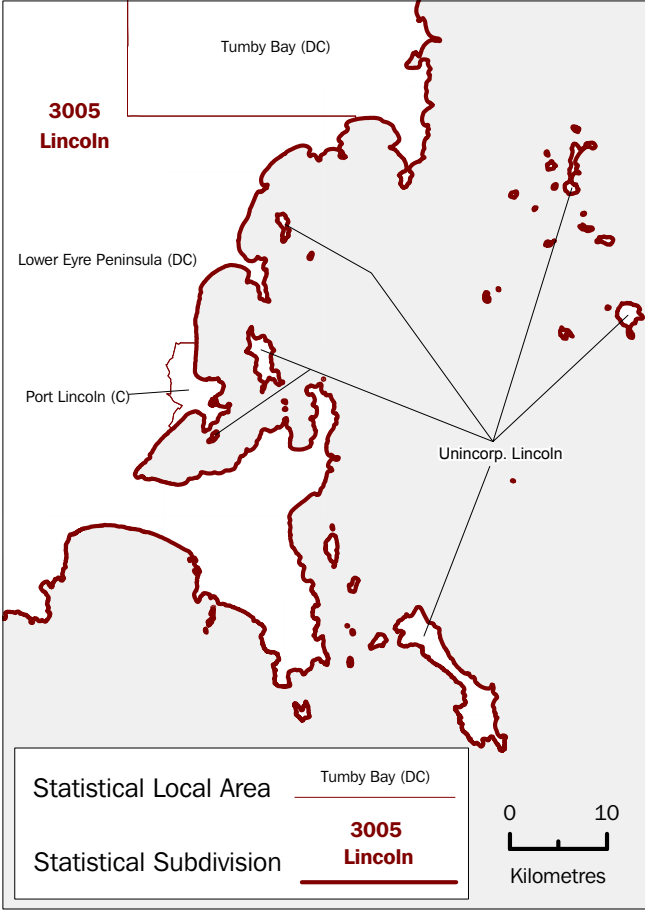 Tumby Bay (DC)
3005
Lincoln
Lower Eyre Peninsula (DC)
Port Lincoln (C)
Unincorp. Lincoln
Statistical Local Area
Tumby Bay (DC)
Statistical Subdivision
3005
Lincoln
0 10
Kilometres